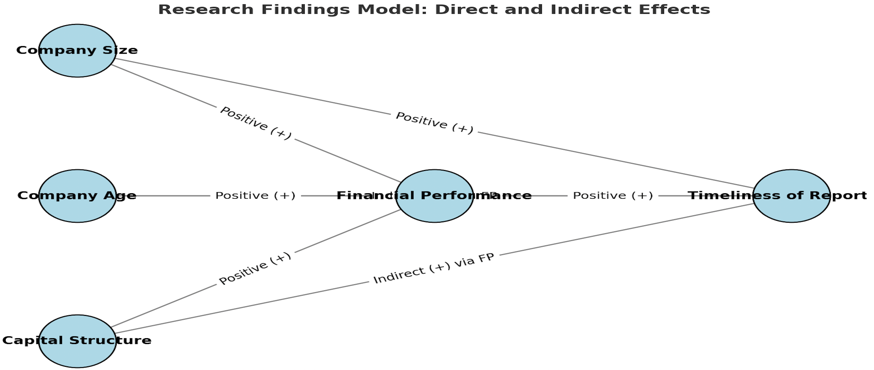 Research Findings Model: Direct and Indirect Effects
Company Size
Positive (+)
Positive (+)
Company Age
Positive (+)
Financial Performance
Positive (+)
Timeliness of Report
Positive (+)
Indirect (+) via FP
Capital Structure